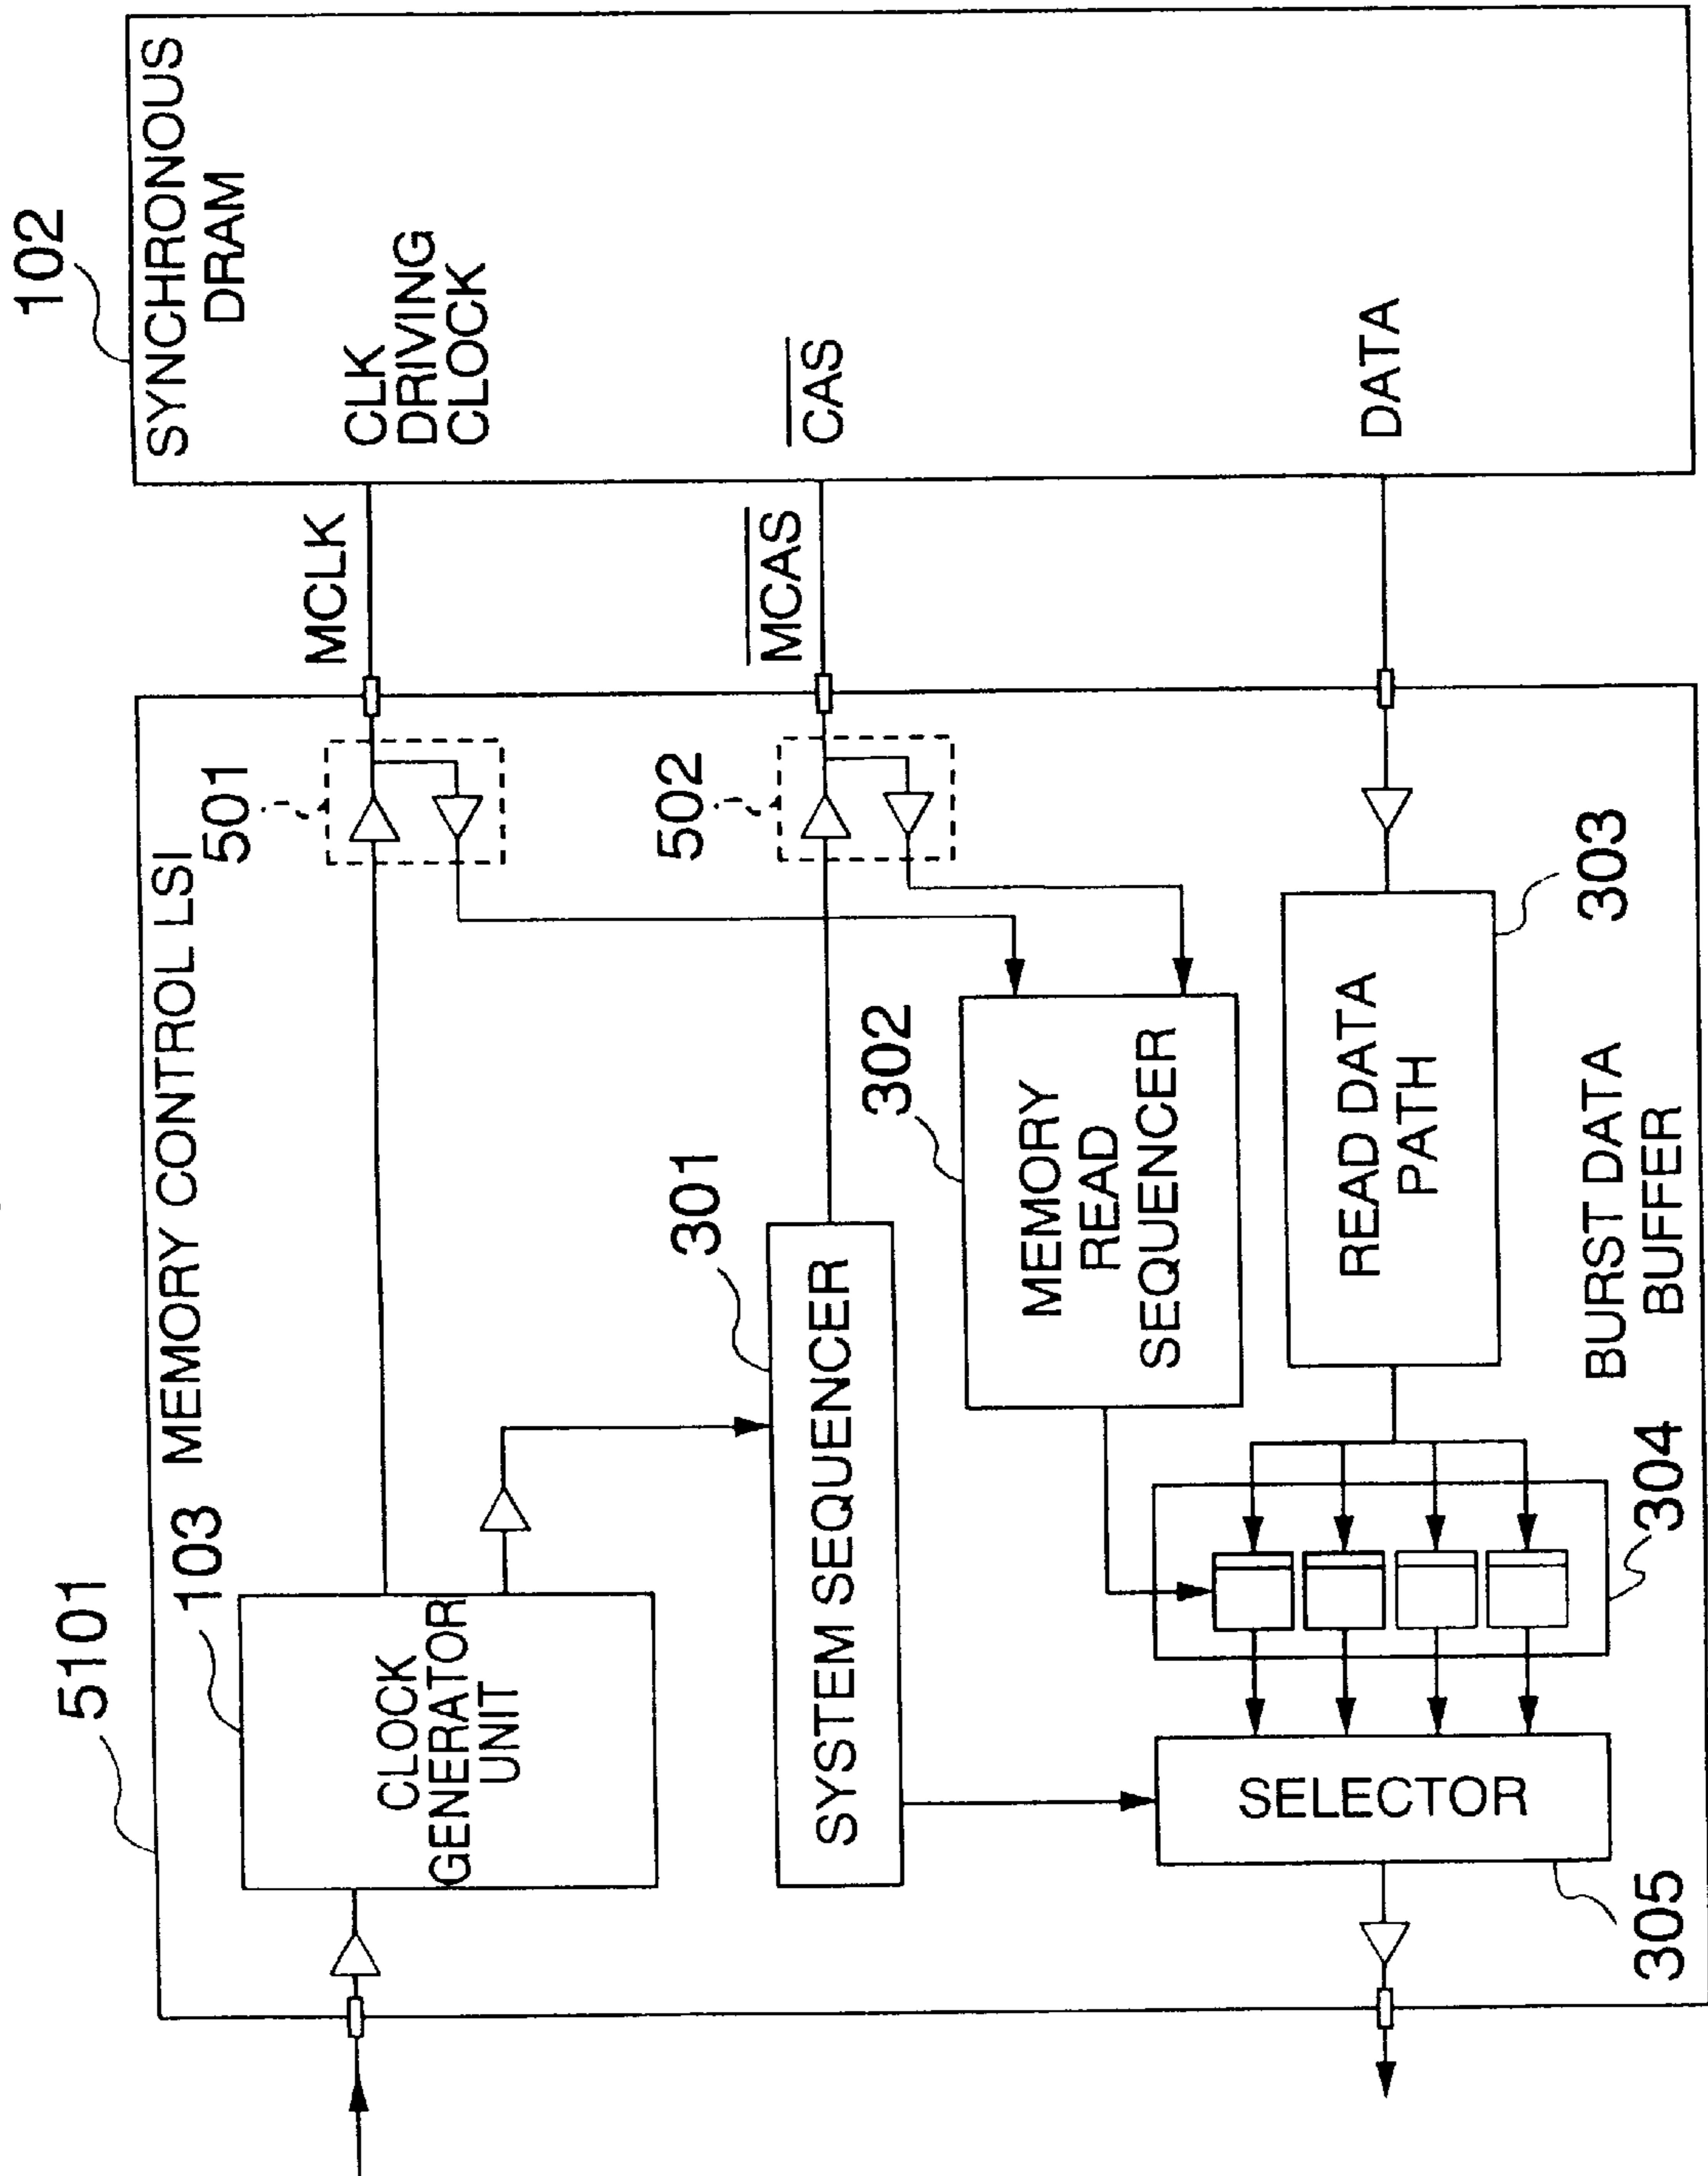 5101
103
MEMORY CONTROL LSI
CLOCK
GENERATOR
UNIT
501
MCLK
102
SYNCHRONOUS
DRAM
CLK
DRIVING
CLOCK
301
SYSTEM SEQUENCER
502
MCAS
CAS
302
MEMORY
READ
SEQUENCER
READ DATA
PATH
303
DATA
SELECTOR
305
304
BURST DATA
BUFFER